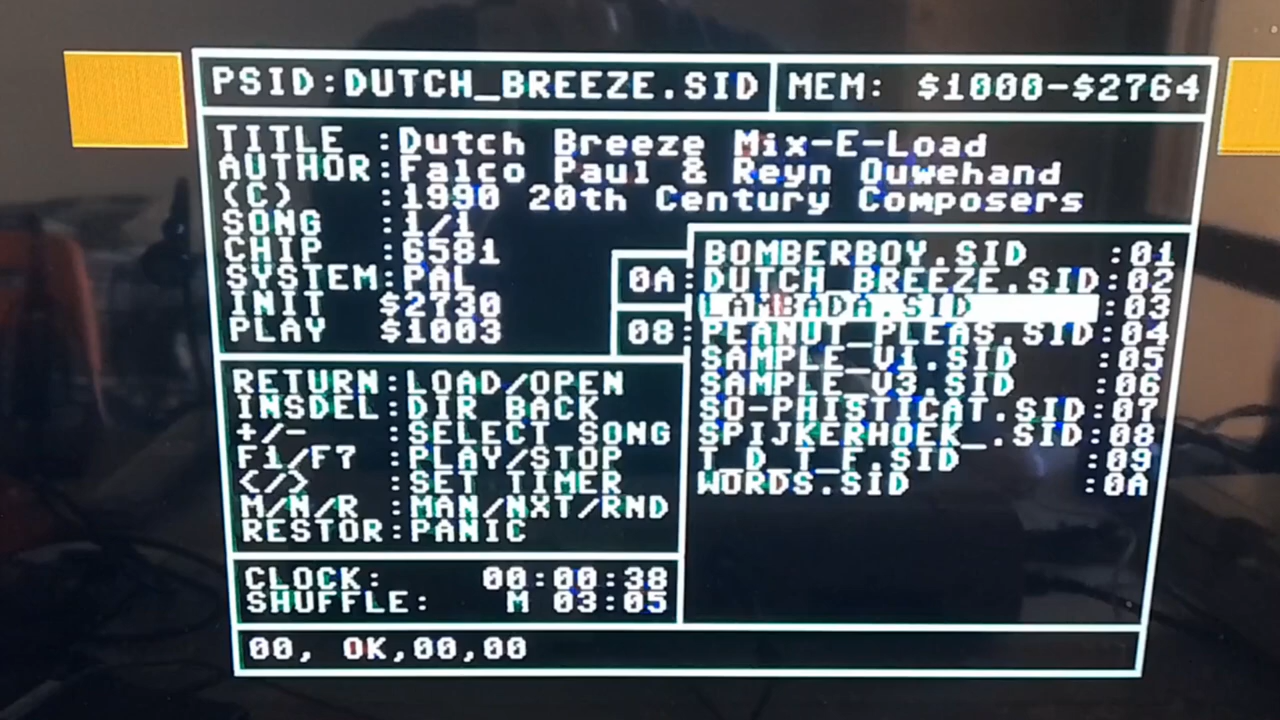 PSID:DUTCH_BREEZE.SID
MEM: $1000-$2764
TITLE :Dutch Breeze Mix-E-Load
AUTHOR:Falco Paul & Reyn Ouwehand
(C) :1990 20th Century Composers
SONG :1/1
CHIP :6581
SYSTEM:PAL
INIT $2730
PLAY $1003
0A:
08:
BOMBERBOY.SID :01
DUTCH_BREEZE.SID:02
LAMBADA.SID :03
PEANUT_PLEAS.SID:04
SAMPLE_V1.SID :05
SAMPLE_V3.SID :06
SO-PHISTICAT.SID:07
SPIJKERHOEK_.SID:08
T_D_T_F.SID :09
WORDS.SID :0A
RETURN:LOAD/OPEN
INSDEL:DIR BACK
+/- :SELECT SONG
F1/F7 :PLAY/STOP
</> :SET TIMER
M/N/R :MAN/NXT/RND
RESTOR:PANIC
CLOCK: 00:00:38
SHUFFLE: M 03:05
00, OK,00,00